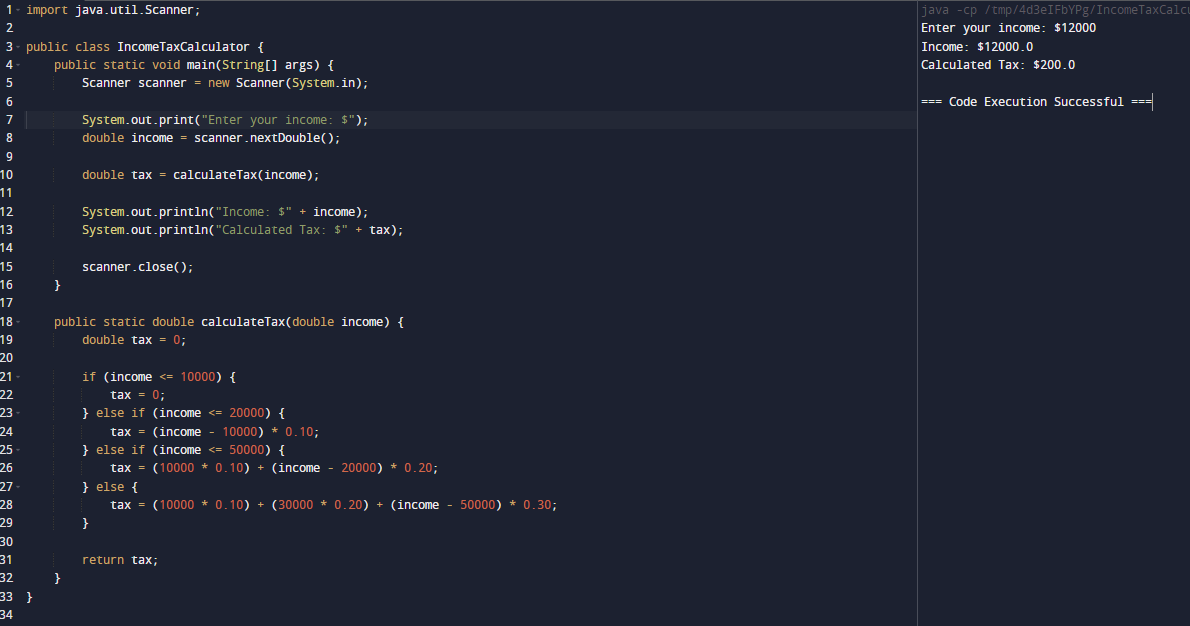 1 import java.util.Scanner;
2
3 public class IncomeTaxCalculator {
4     public static void main(String[] args) {
5         Scanner scanner = new Scanner(System.in);
6
7         System.out.print("Enter your income: $");
8         double income = scanner.nextDouble();
9
10         double tax = calculateTax(income);
11
12         System.out.println("Income: $" + income);
13         System.out.println("Calculated Tax: $" + tax);
14
15         scanner.close();
16     }
17
18     public static double calculateTax(double income) {
19         double tax = 0;
20
21         if (income <= 10000) {
22             tax = 0;
23         } else if (income <= 20000) {
24             tax = (income - 10000) * 0.10;
25         } else if (income <= 50000) {
26             tax = (10000 * 0.10) + (income - 20000) * 0.20;
27         } else {
28             tax = (10000 * 0.10) + (30000 * 0.20) + (income - 50000) * 0.30;
29         }
30
31         return tax;
32     }
33 }
34
java -cp /tmp/4d3eIFbYPg/IncomeTaxCalcu
Enter your income: $12000
Income: $12000.0
Calculated Tax: $200.0
=== Code Execution Successful ===